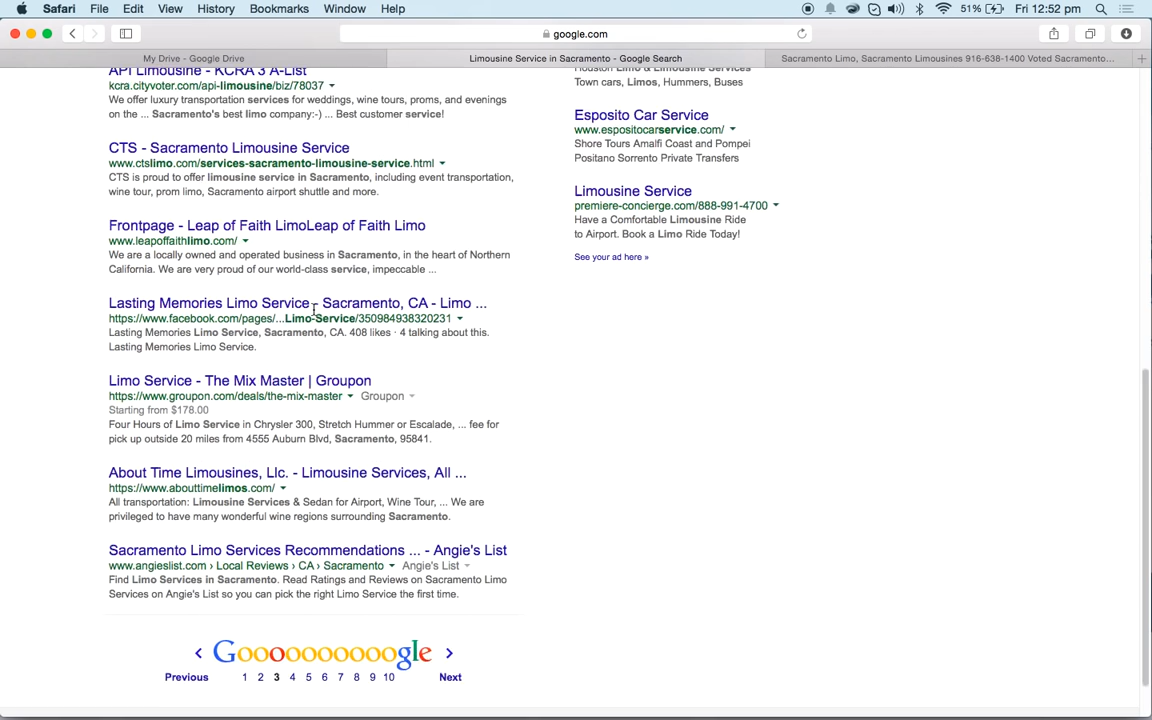 Safari File Edit View History Bookmarks Window Help 51% Fri 12:52 pm
google.com
My Drive - Google Drive
Limousine Service in Sacramento - Google Search
Sacramento Limo, Sacramento Limousines 916-638-1400 Voted Sacramento...
API Limousine - KCRA 3 A-List
kcra.cityvoter.com/api-limousine/biz/78037
We offer luxury transportation services for weddings, wine tours, proms, and evenings
on the ... Sacramento's best limo company:-) ... Best customer service!
CTS - Sacramento Limousine Service
www.ctslimo.com/services-sacramento-limousine-service.html
CTS is proud to offer limousine service in Sacramento, including event transportation,
wine tour, prom limo, Sacramento airport shuttle and more.
Frontpage - Leap of Faith LimoLeap of Faith Limo
www.leapoffaithlimo.com/
We are a locally owned and operated business in Sacramento, in the heart of Northern
California. We are very proud of our world-class service, impeccable ...
Lasting Memories Limo Service - Sacramento, CA - Limo ...
https://www.facebook.com/pages/...Limo-Service/350984938320231
Lasting Memories Limo Service, Sacramento, CA. 408 likes · 4 talking about this.
Lasting Memories Limo Service.
Limo Service - The Mix Master | Groupon
https://www.groupon.com/deals/the-mix-master Groupon
Starting from $178.00
Four Hours of Limo Service in Chrysler 300, Stretch Hummer or Escalade, ... fee for
pick up outside 20 miles from 4555 Auburn Blvd, Sacramento, 95841.
About Time Limousines, Llc. - Limousine Services, All ...
https://www.abouttimelimos.com/
All transportation: Limousine Services & Sedan for Airport, Wine Tour, ... We are
privileged to have many wonderful wine regions surrounding Sacramento.
Sacramento Limo Services Recommendations ... - Angie's List
www.angieslist.com › Local Reviews › CA › Sacramento Angie's List
Find Limo Services in Sacramento. Read Ratings and Reviews on Sacramento Limo
Services on Angie's List so you can pick the right Limo Service the first time.
Houston Limo & Limousine Services
Town cars, Limos, Hummers, Buses
Esposito Car Service
www.espositocarservice.com/
Shore Tours Amalfi Coast and Pompei
Positano Sorrento Private Transfers
Limousine Service
premiere-concierge.com/888-991-4700
Have a Comfortable Limousine Ride
to Airport. Book a Limo Ride Today!
See your ad here »
< Goooooooooogle >
Previous 1 2 3 4 5 6 7 8 9 10 Next